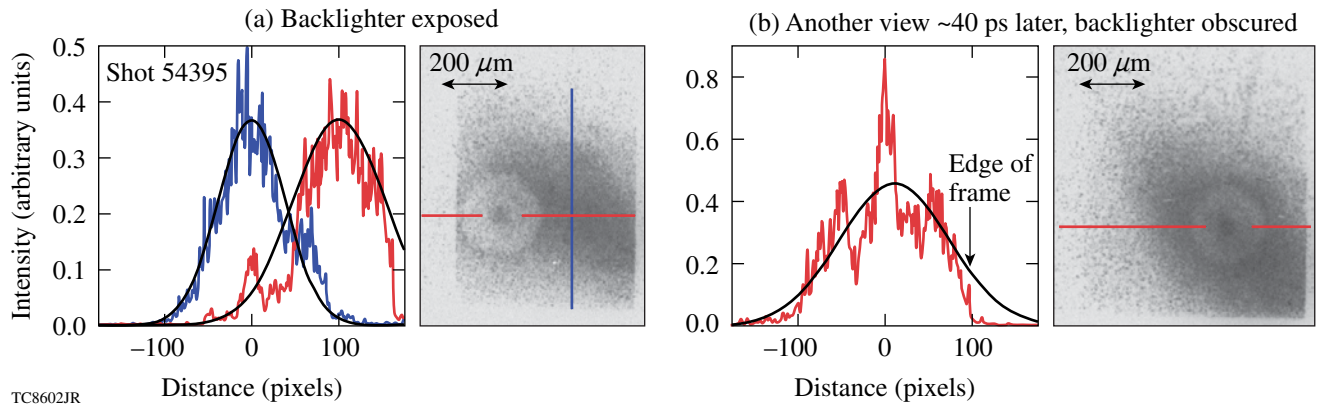 (a) Backlighter exposed
(b) Another view ~40 ps later, backlighter obscured
Intensity (arbitrary units)
0.5
0.4
0.3
0.2
0.1
0.0
Shot 54395
−100
0
100
Distance (pixels)
200 μm
0.8
0.6
0.4
0.2
0.0
Edge of
frame
−100
0
100
Distance (pixels)
200 μm
TC8602JR